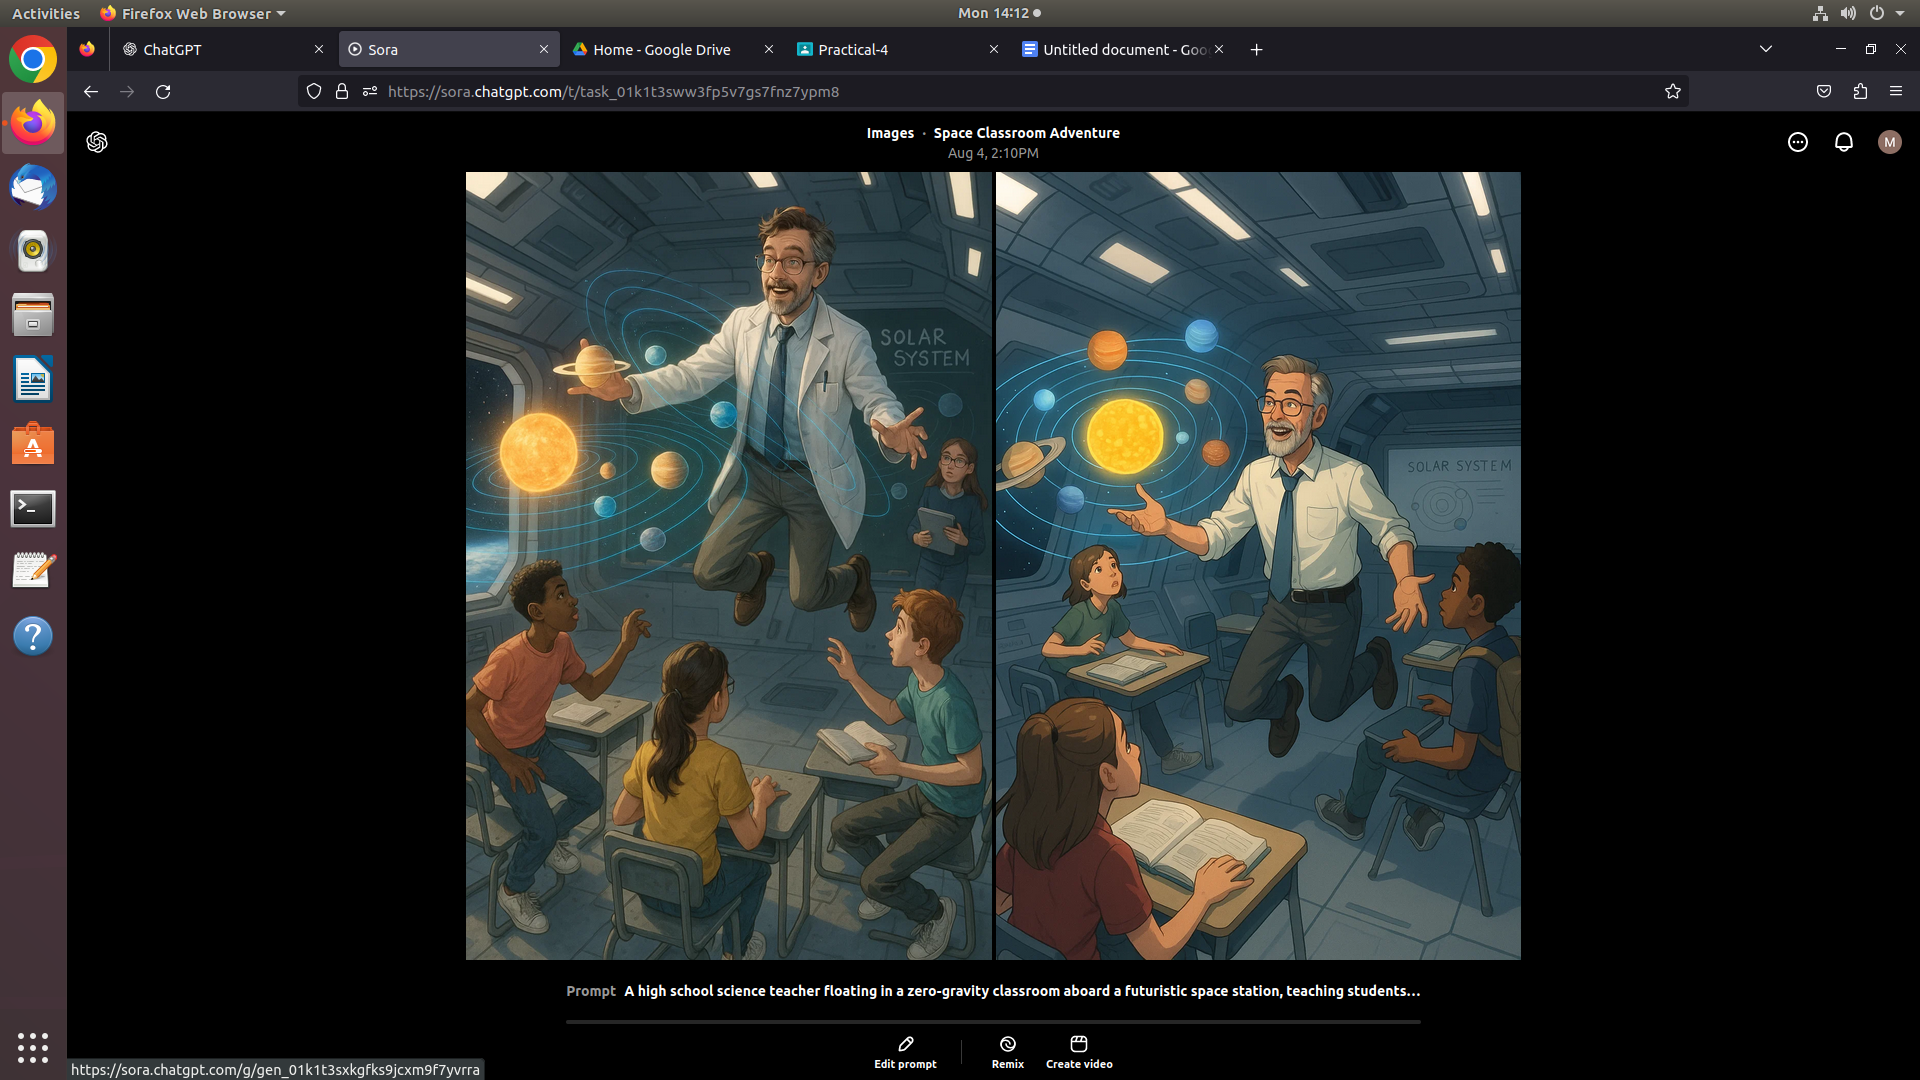 Activities
Firefox Web Browser
Mon 14:12
ChatGPT
Sora
Home - Google Drive
Practical-4
Untitled document - Goo
https://sora.chatgpt.com/t/task_01k1t3sww3fp5v7gs7fnz7ypm8
Images · Space Classroom Adventure
Aug 4, 2:10PM
M
SOLAR
SYSTEM
SOLAR SYSTEM
Prompt A high school science teacher floating in a zero-gravity classroom aboard a futuristic space station, teaching students...
Edit prompt
Remix
Create video
https://sora.chatgpt.com/g/gen_01k1t3sxkgfks9jcxm9f7yvrra